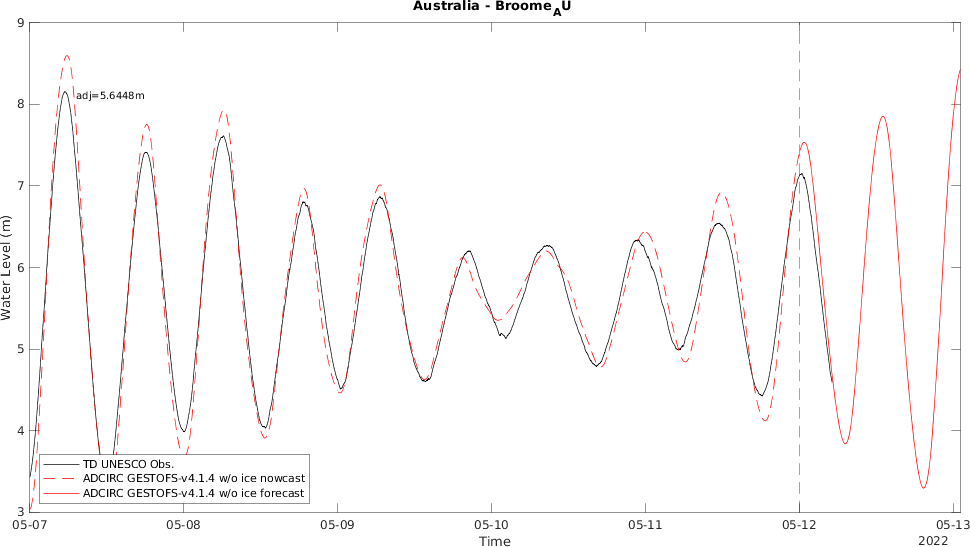 Australia - Broome_AU
9
8
7
6
5
4
3
Water Level (m)
adj=5.6448m
TD UNESCO Obs.
ADCIRC GESTOFS-v4.1.4 w/o ice nowcast
ADCIRC GESTOFS-v4.1.4 w/o ice forecast
05-07 05-08 05-09 05-10 05-11 05-12 05-13
Time
2022